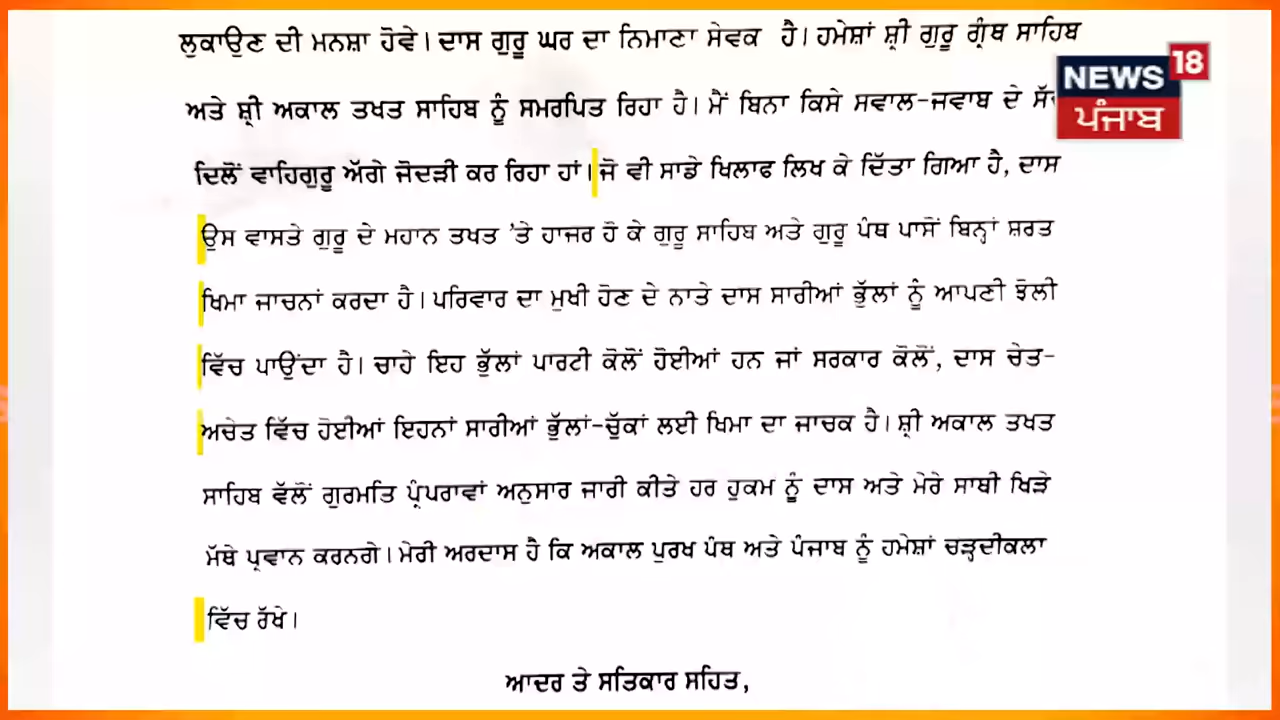 ਲੁਕਾਉਣ ਦੀ ਮਨਸ਼ਾ ਹੋਵੇ। ਦਾਸ ਗੁਰੂ ਘਰ ਦਾ ਨਿਮਾਣਾ ਸੇਵਕ ਹੈ। ਹਮੇਸ਼ਾਂ ਸ਼੍ਰੀ ਗੁਰੂ ਗ੍ਰੰਥ ਸਾਹਿਬ
NEWS 18
ਪੰਜਾਬ
ਅਤੇ ਸ਼੍ਰੀ ਅਕਾਲ ਤਖਤ ਸਾਹਿਬ ਨੂੰ ਸਮਰਪਿਤ ਰਿਹਾ ਹੈ। ਮੈਂ ਬਿਨਾ ਕਿਸੇ ਸਵਾਲ-ਜਵਾਬ ਦੇ
ਦਿਲੋਂ ਵਾਹਿਗੁਰੂ ਅੱਗੇ ਜੋਦੜੀ ਕਰ ਰਿਹਾ ਹਾਂ। ਜੋ ਵੀ ਸਾਡੇ ਖਿਲਾਫ ਲਿਖ ਕੇ ਦਿੱਤਾ ਗਿਆ ਹੈ, ਦਾਸ
ਉਸ ਵਾਸਤੇ ਗੁਰੂ ਦੇ ਮਹਾਨ ਤਖਤ 'ਤੇ ਹਾਜਰ ਹੋ ਕੇ ਗੁਰੂ ਸਾਹਿਬ ਅਤੇ ਗੁਰੂ ਪੰਥ ਪਾਸੋਂ ਬਿਨ੍ਹਾਂ ਸ਼ਰਤ
ਖਿਮਾ ਜਾਚਨਾਂ ਕਰਦਾ ਹੈ। ਪਰਿਵਾਰ ਦਾ ਮੁਖੀ ਹੋਣ ਦੇ ਨਾਤੇ ਦਾਸ ਸਾਰੀਆਂ ਭੁੱਲਾਂ ਨੂੰ ਆਪਣੀ ਝੋਲੀ
ਵਿੱਚ ਪਾਉਂਦਾ ਹੈ। ਚਾਹੇ ਇਹ ਭੁੱਲਾਂ ਪਾਰਟੀ ਕੋਲੋਂ ਹੋਈਆਂ ਹਨ ਜਾਂ ਸਰਕਾਰ ਕੋਲੋਂ, ਦਾਸ ਚੇਤ-
ਅਚੇਤ ਵਿੱਚ ਹੋਈਆਂ ਇਹਨਾਂ ਸਾਰੀਆਂ ਭੁੱਲਾਂ-ਚੁੱਕਾਂ ਲਈ ਖਿਮਾ ਦਾ ਜਾਚਕ ਹੈ। ਸ਼੍ਰੀ ਅਕਾਲ ਤਖਤ
ਸਾਹਿਬ ਵੱਲੋਂ ਗੁਰਮਤਿ ਪ੍ਰੰਪਰਾਵਾਂ ਅਨੁਸਾਰ ਜਾਰੀ ਕੀਤੇ ਹਰ ਹੁਕਮ ਨੂੰ ਦਾਸ ਅਤੇ ਮੇਰੇ ਸਾਥੀ ਖਿੜੇ
ਮੱਥੇ ਪ੍ਰਵਾਨ ਕਰਨਗੇ। ਮੇਰੀ ਅਰਦਾਸ ਹੈ ਕਿ ਅਕਾਲ ਪੁਰਖ ਪੰਥ ਅਤੇ ਪੰਜਾਬ ਨੂੰ ਹਮੇਸ਼ਾਂ ਚੜ੍ਹਦੀਕਲਾ
ਵਿੱਚ ਰੱਖੇ।
ਆਦਰ ਤੇ ਸਤਿਕਾਰ ਸਹਿਤ,